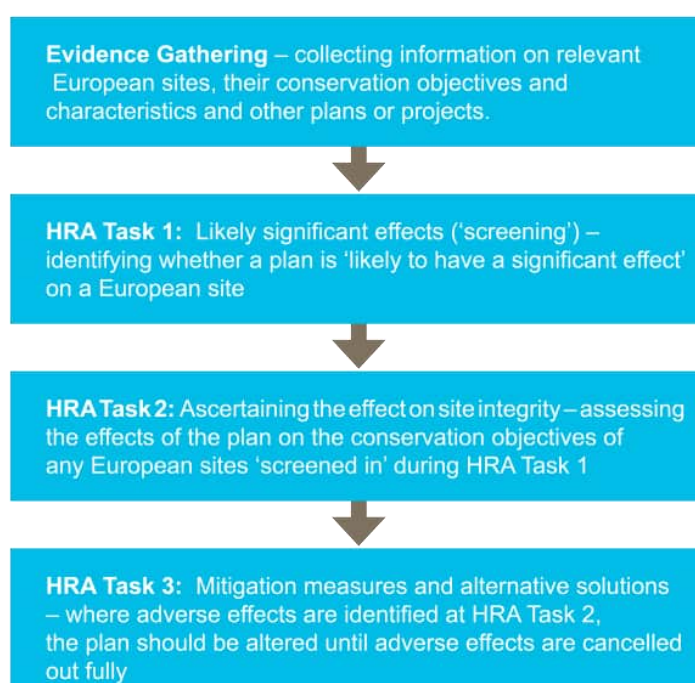 Evidence Gathering – collecting information on relevant
European sites, their conservation objectives and
characteristics and other plans or projects.
HRA Task 1: Likely significant effects (‘screening’) –
identifying whether a plan is ‘likely to have a significant effect’
on a European site
HRA Task 2: Ascertaining the effect on site integrity – assessing
the effects of the plan on the conservation objectives of
any European sites ‘screened in’ during HRA Task 1
HRA Task 3: Mitigation measures and alternative solutions
– where adverse effects are identified at HRA Task 2,
the plan should be altered until adverse effects are cancelled
out fully